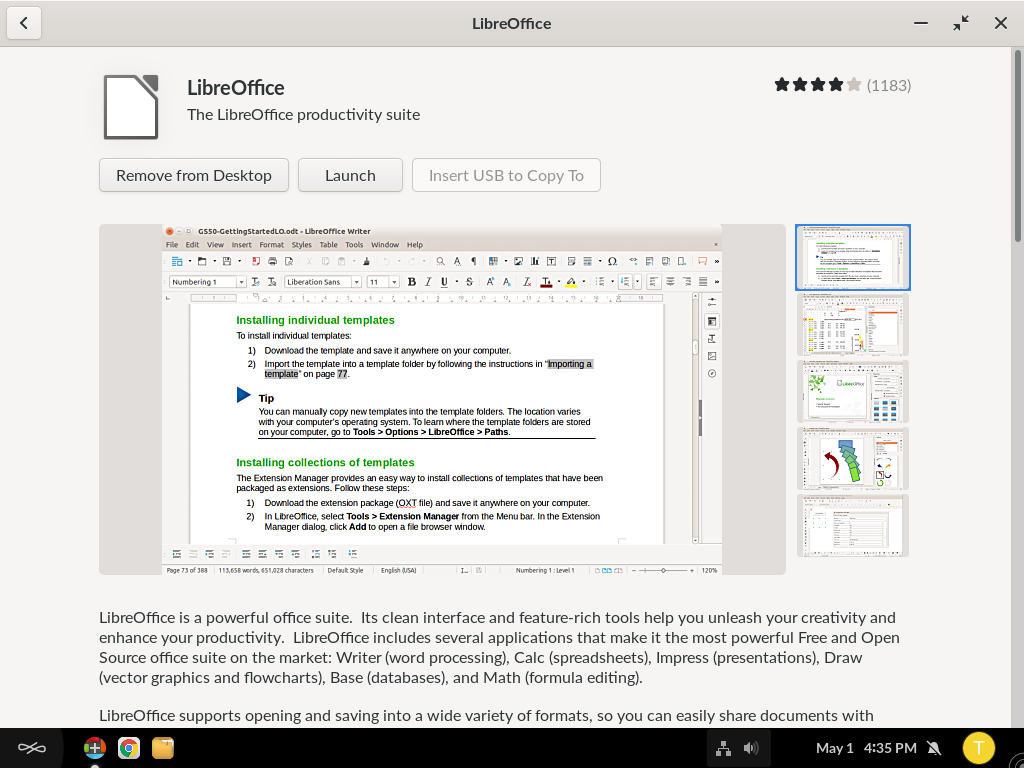 LibreOffice
LibreOffice
The LibreOffice productivity suite
(1183)
Remove from Desktop
Launch
Insert USB to Copy To
GS50-GettingStartedLO.odt - LibreOffice Writer
File Edit View Insert Format Styles Table Tools Window Help
Numbering 1
Liberation Sans
11
Installing individual templates
To install individual templates:
1) Download the template and save it anywhere on your computer.
2) Import the template into a template folder by following the instructions in "Importing a
template" on page 77.
Tip
You can manually copy new templates into the template folders. The location varies
with your computer's operating system. To learn where the template folders are stored
on your computer, go to Tools > Options > LibreOffice > Paths.
Installing collections of templates
The Extension Manager provides an easy way to install collections of templates that have been
packaged as extensions. Follow these steps:
1) Download the extension package (OXT file) and save it anywhere on your computer.
2) In LibreOffice, select Tools > Extension Manager from the Menu bar. In the Extension
Manager dialog, click Add to open a file browser window.
Page 73 of 388
113,658 words, 651,028 characters
Default Style
English (USA)
Numbering 1 : Level 1
120%
LibreOffice is a powerful office suite.  Its clean interface and feature-rich tools help you unleash your creativity and
enhance your productivity.  LibreOffice includes several applications that make it the most powerful Free and Open
Source office suite on the market: Writer (word processing), Calc (spreadsheets), Impress (presentations), Draw
(vector graphics and flowcharts), Base (databases), and Math (formula editing).
LibreOffice supports opening and saving into a wide variety of formats, so you can easily share documents with
May 1 4:35 PM
T